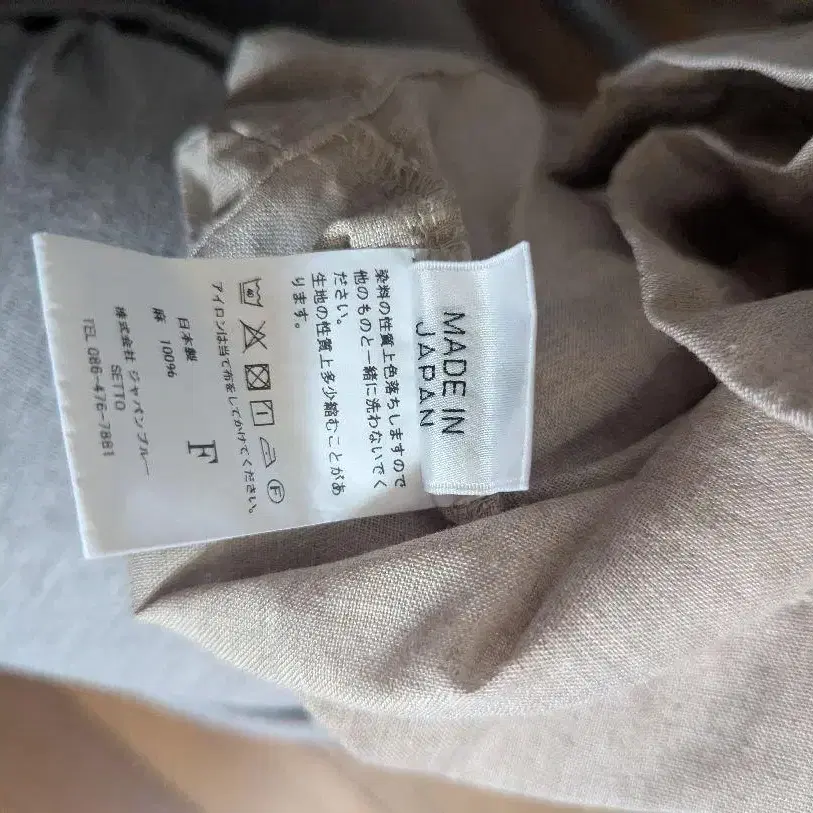 MADE IN
JAPAN
染料の性質上色落ちしますので
他のものと一緒に洗わないでく
ださい。
生地の性質上多少縮むことがあ
ります。
アイロンは当て布をしてかけてください。
F
日本製
麻 100%
株式会社 ジャパンブルー
SETTO
TEL 086-476-7881